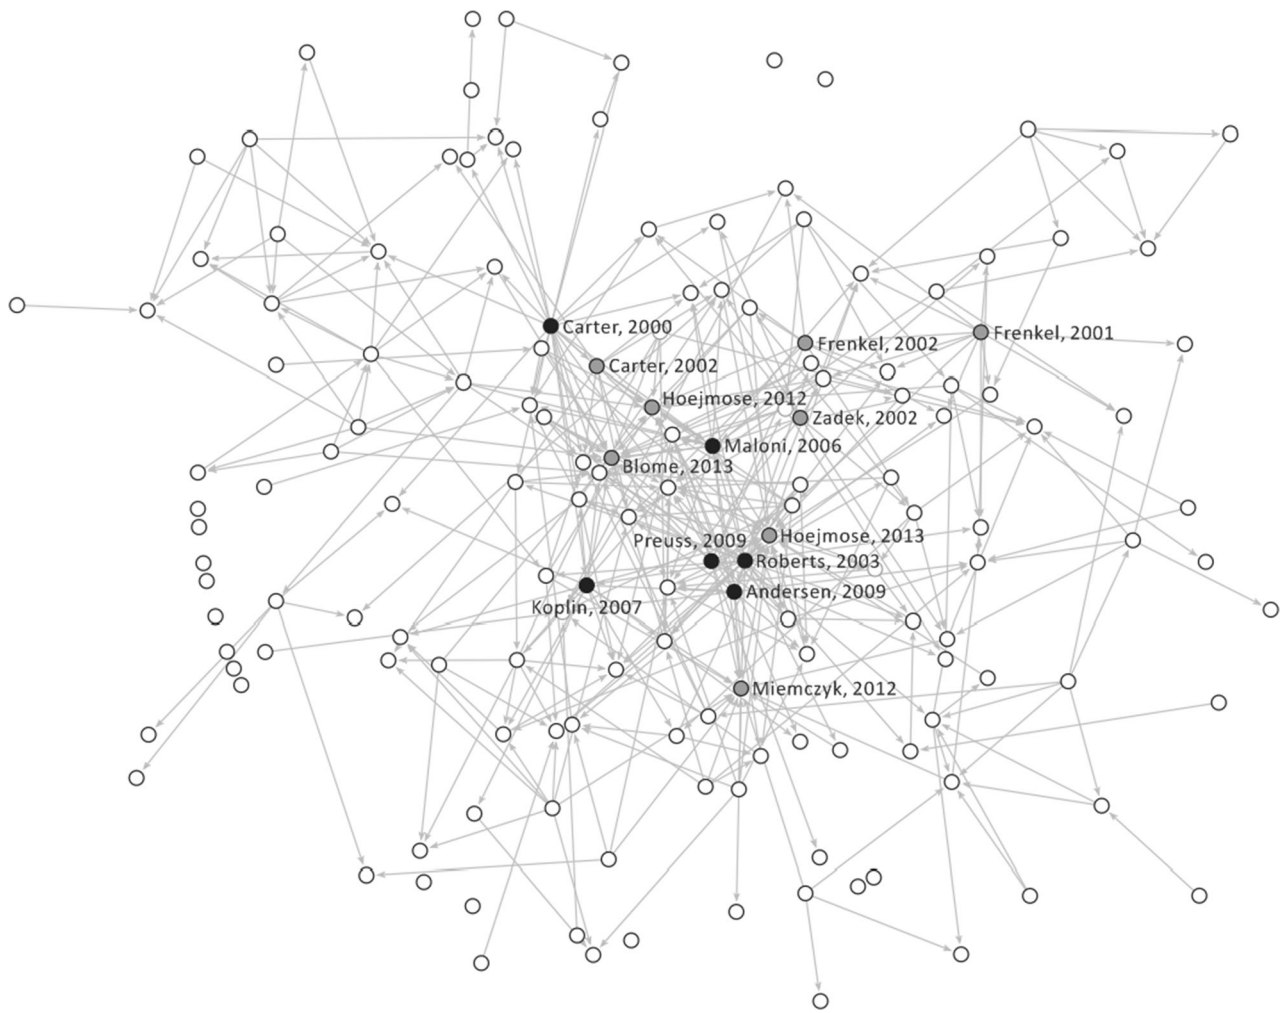 Carter, 2000
Frenkel, 2001
Frenkel, 2002
Carter, 2002
Hoejmose, 2012
Zadek, 2002
Maloni, 2006
Blome, 2013
Hoejmose, 2013
Preuss, 2009
Roberts, 2003
Andersen, 2009
Koplin, 2007
Miemczyk, 2012